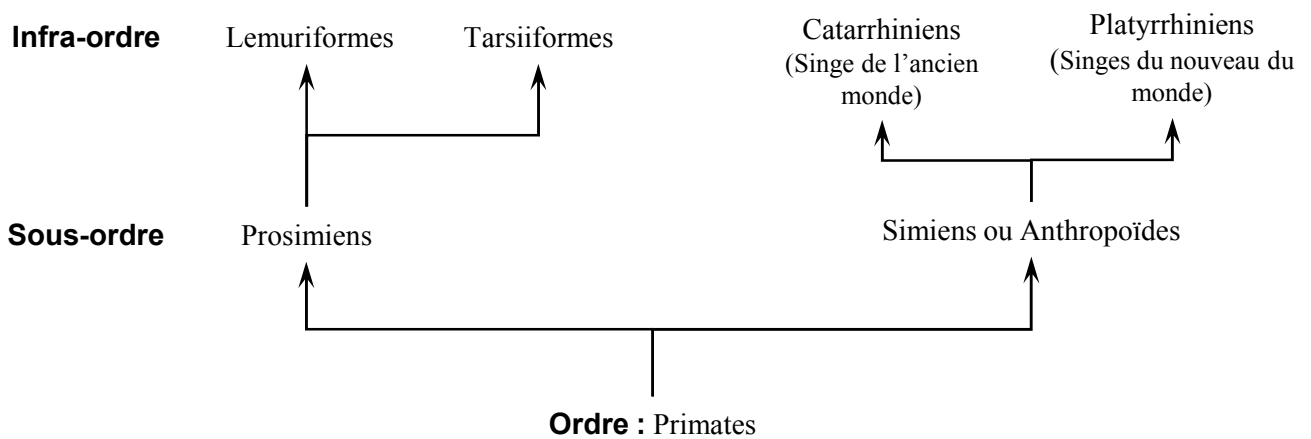 Infra-ordre Lemuriformes Tarsiiformes Catarrhiniens Platyrrhiniens
(Singe de l’ancien (Singes du nouveau du
monde) monde)
Sous-ordre Prosimiens Simiens ou Anthropoïdes
Ordre : Primates